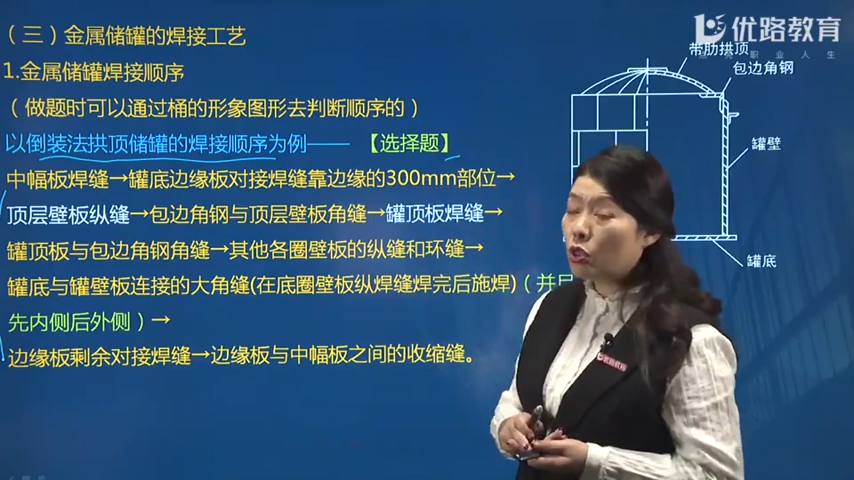 （三）金属储罐的焊接工艺
1.金属储罐焊接顺序
（做题时可以通过桶的形象图形去判断顺序的）
以倒装法拱顶储罐的焊接顺序为例——【选择题】
中幅板焊缝→罐底边缘板对接焊缝靠边缘的300mm部位→
顶层壁板纵缝→包边角钢与顶层壁板角缝→罐顶板焊缝→
罐顶板与包边角钢角缝→其他各圈壁板的纵缝和环缝→
罐底与罐壁板连接的大角缝(在底圈壁板纵焊缝焊完后施焊)（并且
先内侧后外侧）→
边缘板剩余对接焊缝→边缘板与中幅板之间的收缩缝。
优路教育
职业人生
带肋拱顶
包边角钢
罐壁
罐底
优路教育